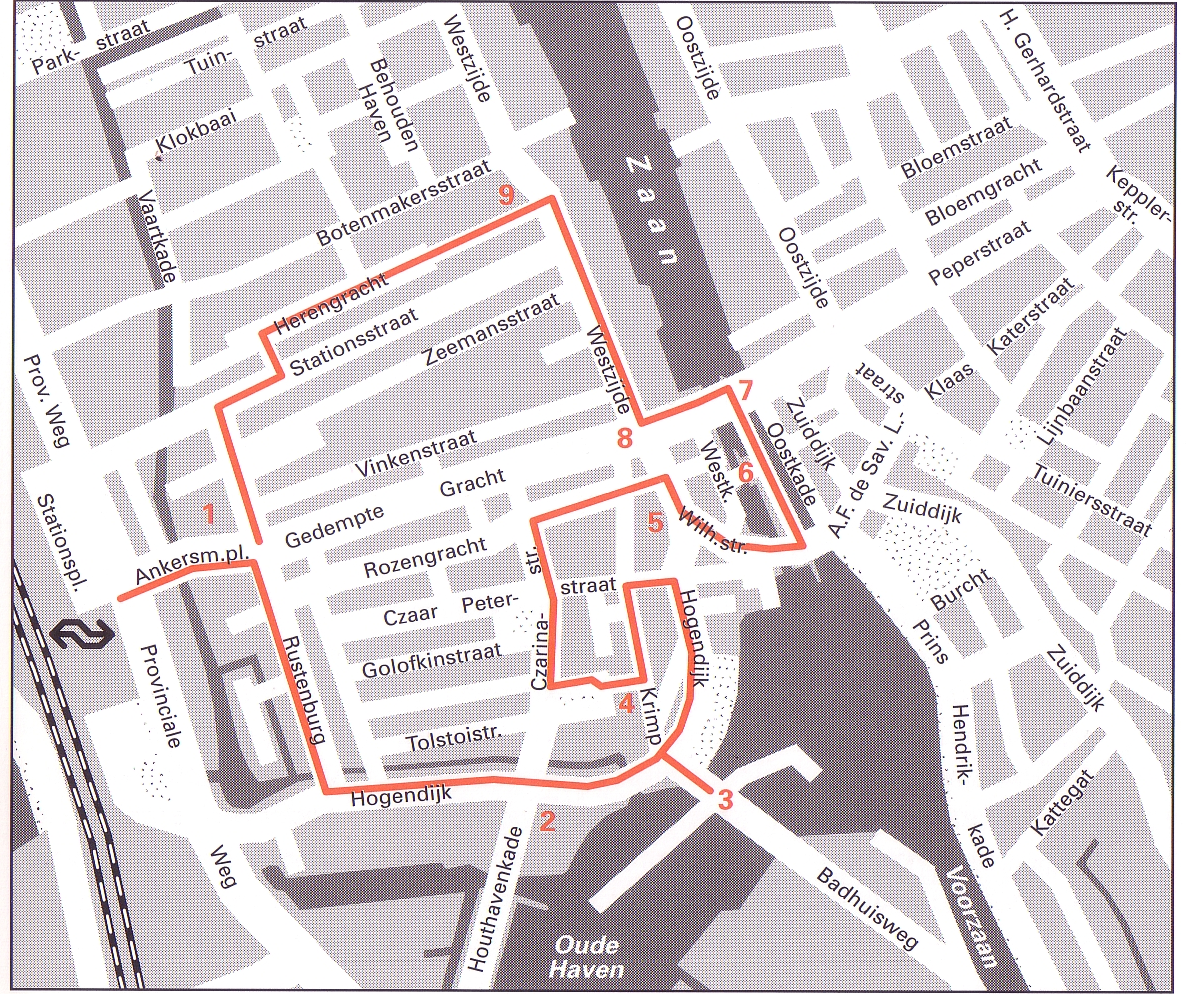 Park- straat
Tuin- straat
Klokbaai
Behouden
Haven
Westzijde
Oostzijde
H. Gerhardstraat
Bloemstraat
Bloemgracht
Keppler-
str.
Peperstraat
Zaan
Vaartkade
Botenmakersstraat
9
Oostzijde
Herengracht
Stationsstraat
Zeemansstraat
Westzijde
Katerstraat
Klaas
straat
Lijnbaanstraat
Prov. Weg
7
8
Zuiddijk
Oostkade
A.F. de Sav. L.-
Vinkenstraat
Gracht
Gedempte
Westk.
6
Tuiniersstraat
Stationspl.
1
5
Wilh.str.
Zuiddijk
Ankersm.pl.
Rozengracht
str.
straat
Czaar Peter-
Czarina-
Hogendijk
Burcht
Prins
Golofkinstraat
Rustenburg
Provinciale
4
Krimp
Zuiddijk
Hendrik-
Tolstoistr.
Hogendijk
3
2
Kattegat
kade
Weg
Houthavenkade
Badhuisweg
Voorzaan
Oude
Haven